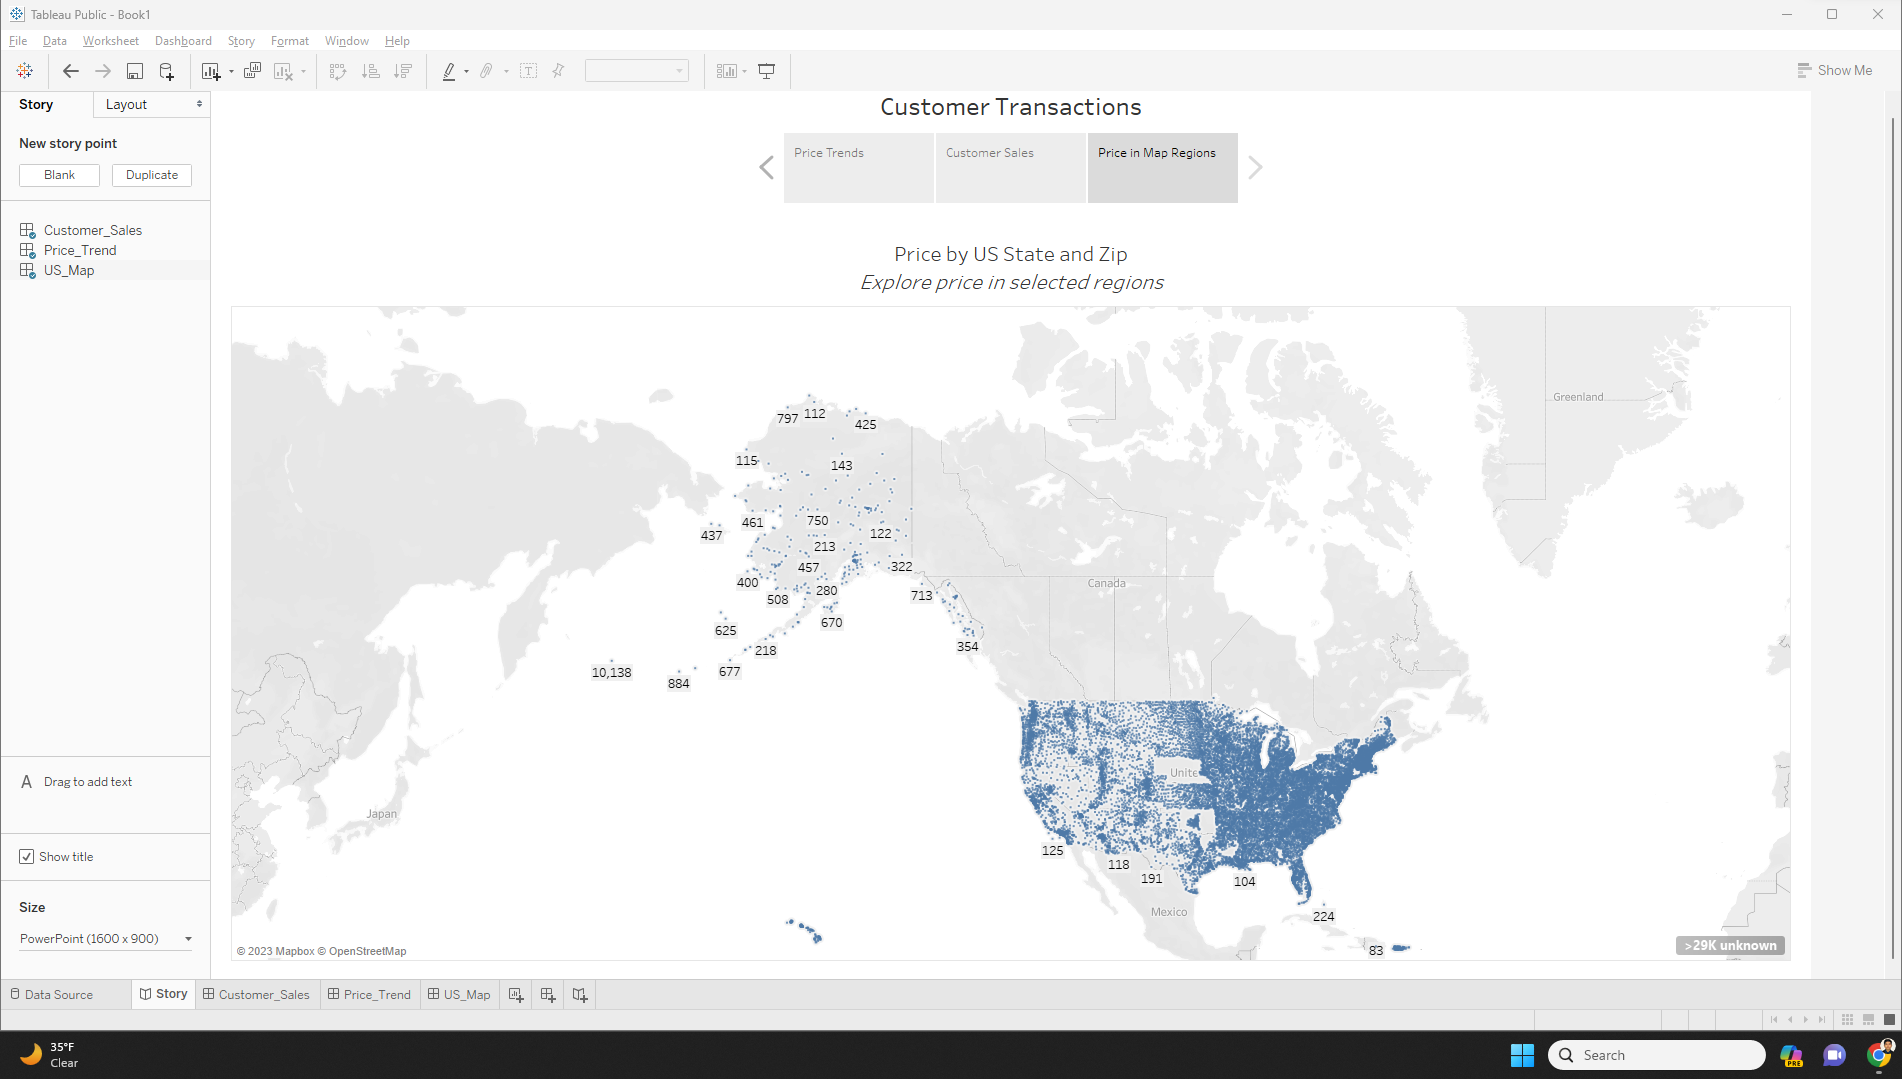 Tableau Public - Book1
File Data Worksheet Dashboard Story Format Window Help
Show Me
Story Layout
New story point
Blank Duplicate
Customer_Sales
Price_Trend
US_Map
A Drag to add text
Show title
Size
PowerPoint (1600 x 900)
Customer Transactions
Price Trends Customer Sales Price in Map Regions
Price by US State and Zip
Explore price in selected regions
Greenland
797 112
425
115
143
461 750
437 122
213
457 322
400 280
508 713
Canada
670
625
218 354
10,138 677
884
Unite
Japan
125
118
191 104
Mexico 224
83
© 2023 Mapbox © OpenStreetMap
>29K unknown
Data Source Story Customer_Sales Price_Trend US_Map
35°F
Clear
Search
PRE